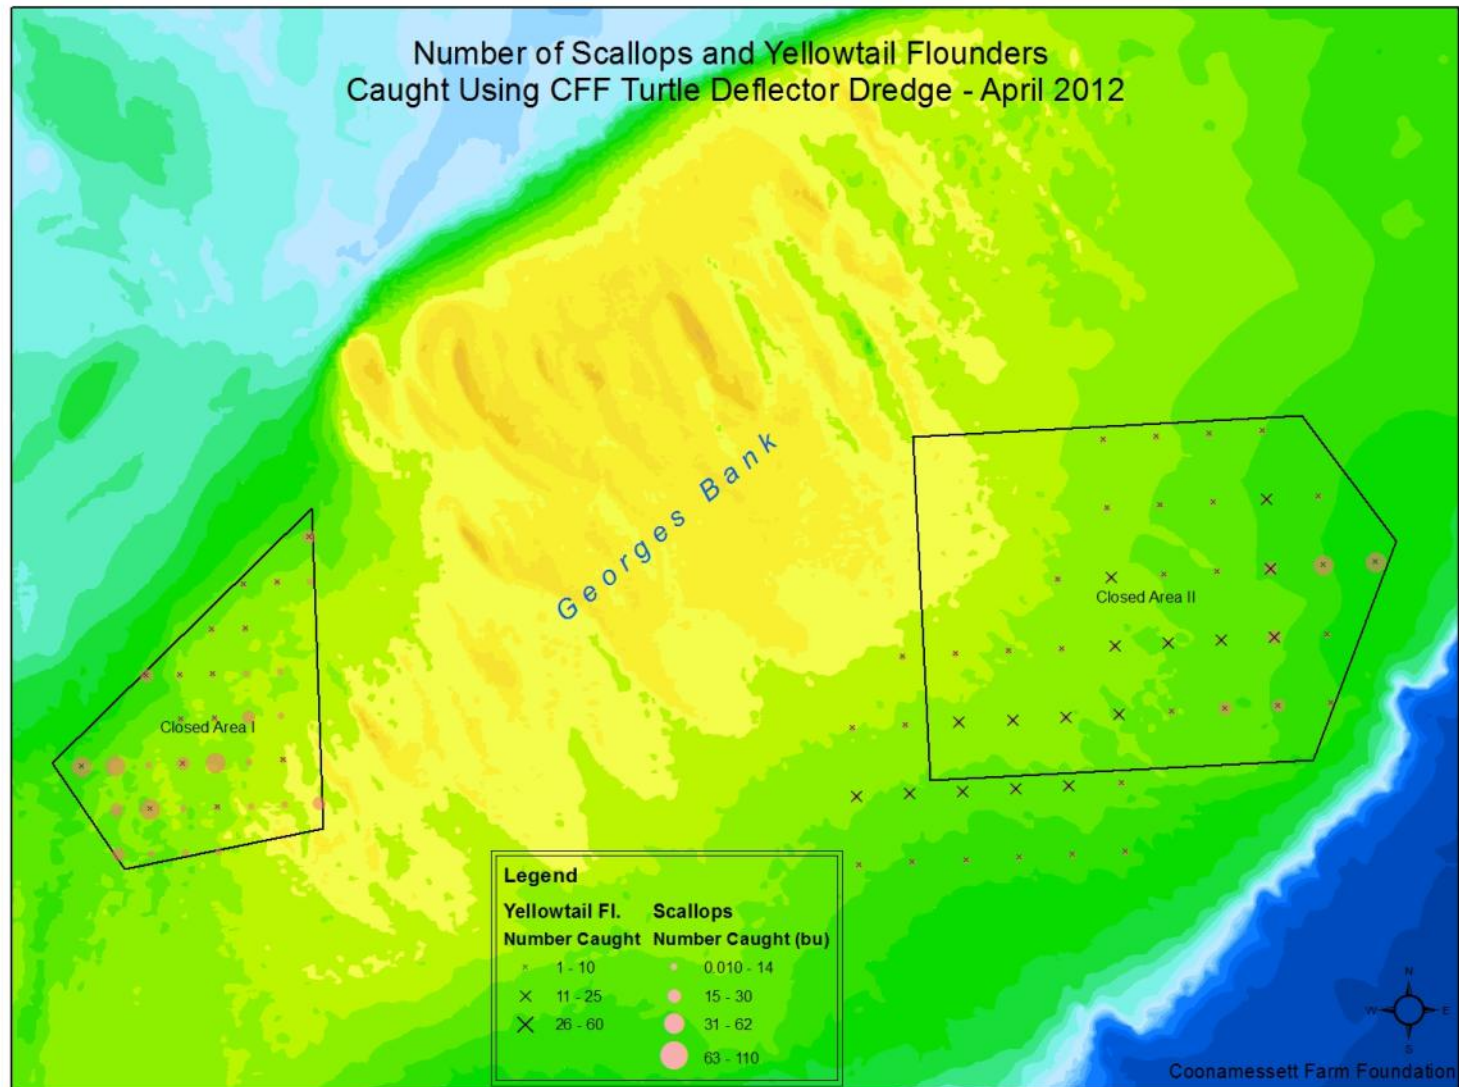 Number of Scallops and Yellowtail Flounders
Caught Using CFF Turtle Deflector Dredge - April 2012
Georges Bank
Closed Area II
Closed Area I
Legend
Yellowtail Fl. Scallops
Number Caught Number Caught (bu)
1 - 10 0.010 - 14
11 - 25 15 - 30
26 - 60 31 - 62
63 - 110
N
W E
S
Coonamessett Farm Foundation